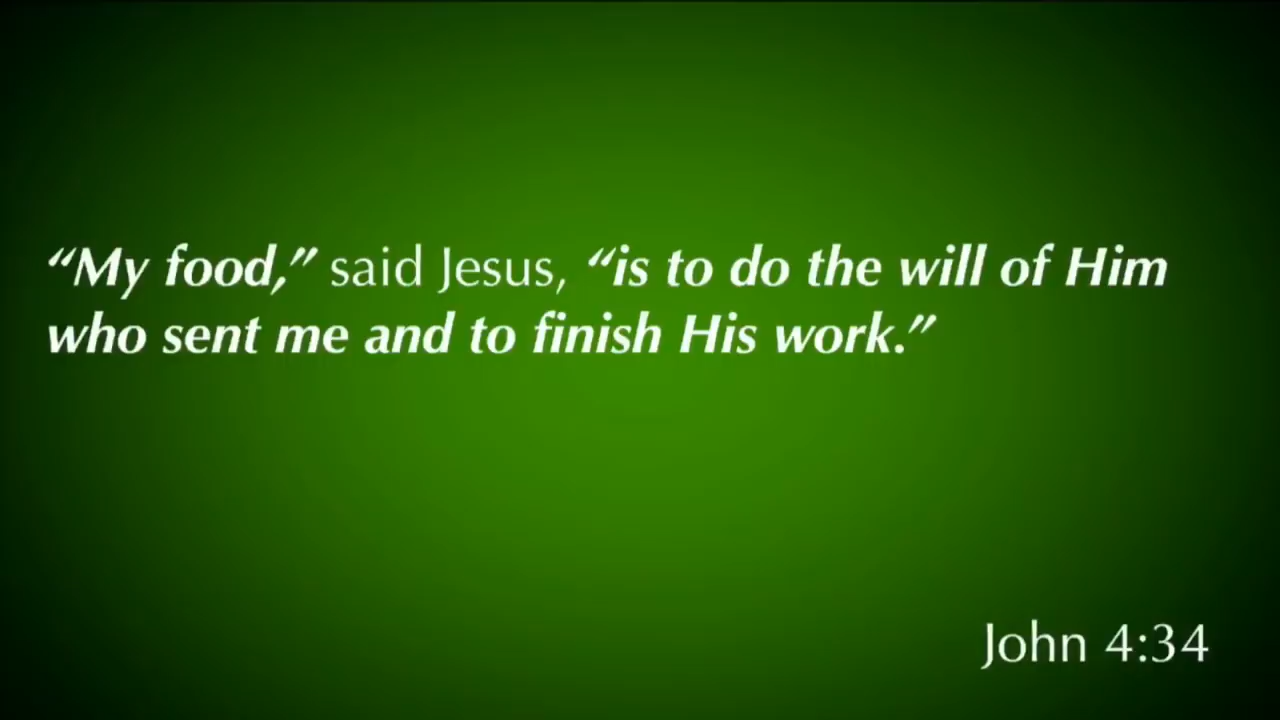 “My food,” said Jesus, “is to do the will of Him
who sent me and to finish His work.”
John 4:34